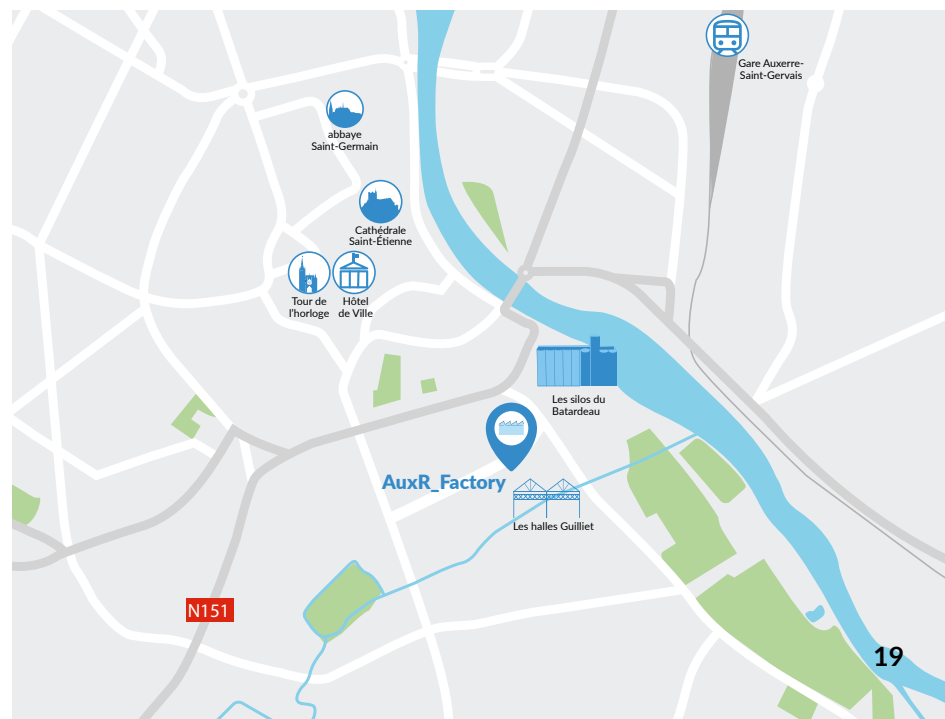 Gare Auxerre-
Saint-Gervais
abbaye
Saint-Germain
Cathédrale
Saint-Étienne
Tour de
l'horloge
Hôtel
de Ville
Les silos du
Batardeau
AuxR_Factory
Les halles Guilliet
N151
19